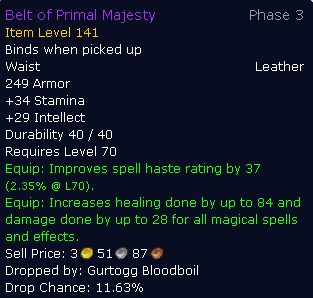 Belt of Primal Majesty Phase 3
Item Level 141
Binds when picked up
Waist Leather
249 Armor
+34 Stamina
+29 Intellect
Durability 40 / 40
Requires Level 70
Equip: Improves spell haste rating by 37
(2.35% @ L70).
Equip: Increases healing done by up to 84 and
damage done by up to 28 for all magical spells
and effects.
Sell Price: 3 51 87
Dropped by: Gurtogg Bloodboil
Drop Chance: 11.63%